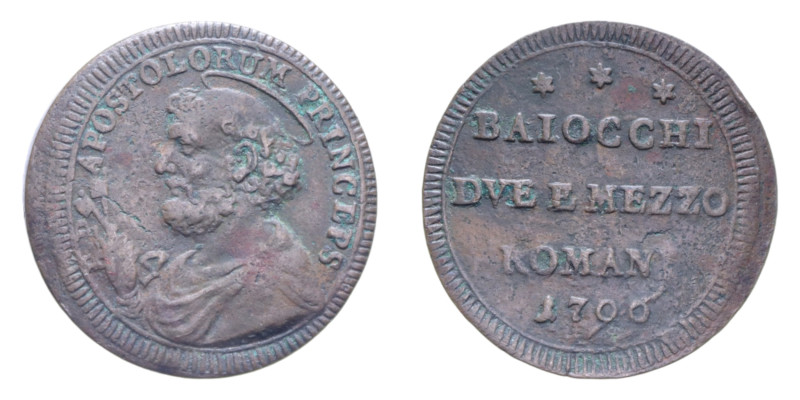 APOSTOLORUM PRINCEPS
BAIOCCHI
DVE E MEZZO
ROMAN
1796